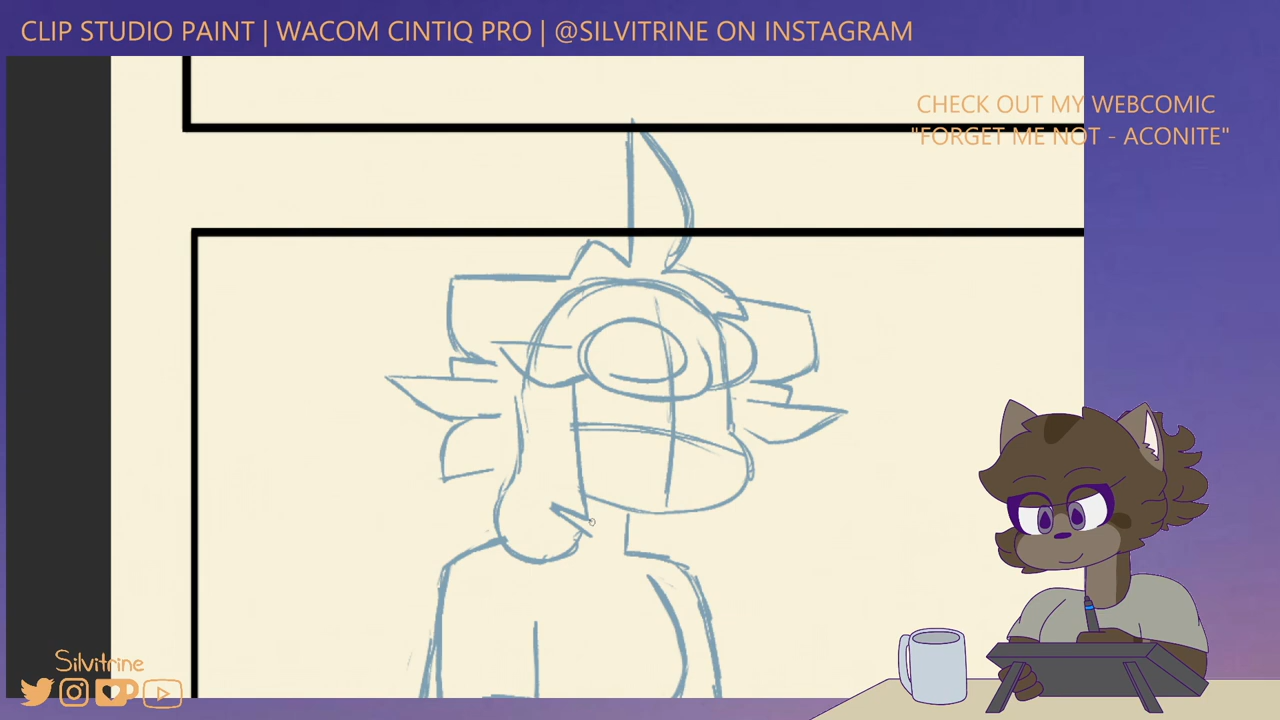 CLIP STUDIO PAINT | WACOM CINTIQ PRO | @SILVITRINE ON INSTAGRAM
CHECK OUT MY WEBCOMIC
"FORGET ME NOT - ACONITE"
Silvitrine